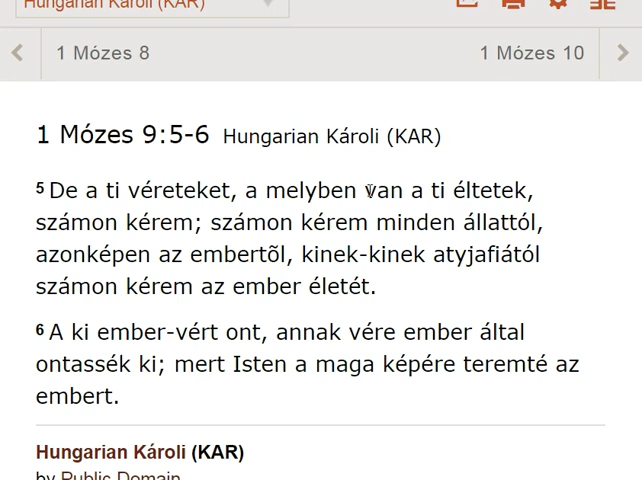 Hungarian Károli (KAR)
1 Mózes 8
1 Mózes 10
1 Mózes 9:5-6 Hungarian Károli (KAR)
5 De a ti véreteket, a melyben van a ti éltetek,
számon kérem; számon kérem minden állattól,
azonképen az embertõl, kinek-kinek atyjafiától
számon kérem az ember életét.
6 A ki ember-vért ont, annak vére ember által
ontassék ki; mert Isten a maga képére teremté az
embert.
Hungarian Károli (KAR)
by Public Domain